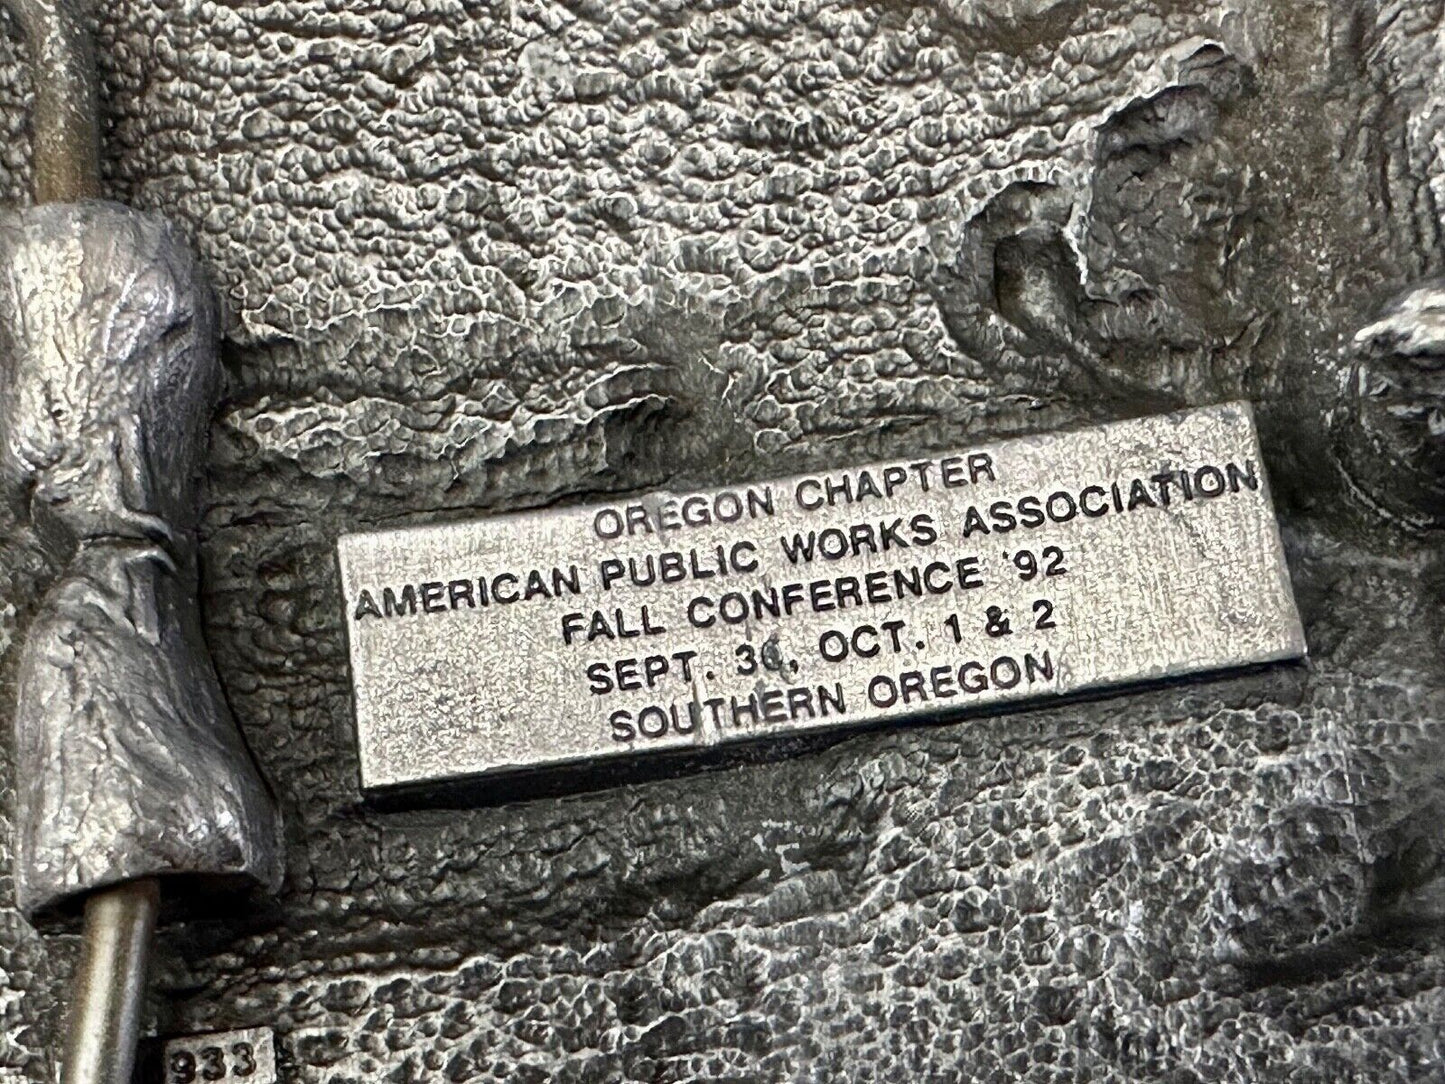 OREGON CHAPTER
AMERICAN PUBLIC WORKS ASSOCIATION
FALL CONFERENCE '92
SEPT. 30, OCT. 1 & 2
SOUTHERN OREGON
933